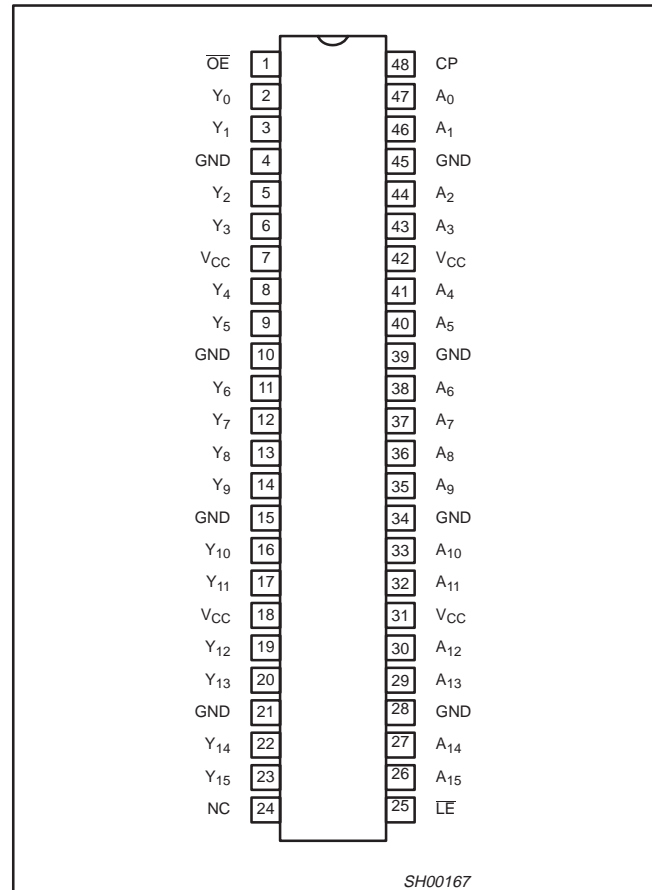 O̅E̅ 1 48 CP
Y0 2 47 A0
Y1 3 46 A1
GND 4 45 GND
Y2 5 44 A2
Y3 6 43 A3
VCC 7 42 VCC
Y4 8 41 A4
Y5 9 40 A5
GND 10 39 GND
Y6 11 38 A6
Y7 12 37 A7
Y8 13 36 A8
Y9 14 35 A9
GND 15 34 GND
Y10 16 33 A10
Y11 17 32 A11
VCC 18 31 VCC
Y12 19 30 A12
Y13 20 29 A13
GND 21 28 GND
Y14 22 27 A14
Y15 23 26 A15
NC 24 25 L̅E̅
SH00167